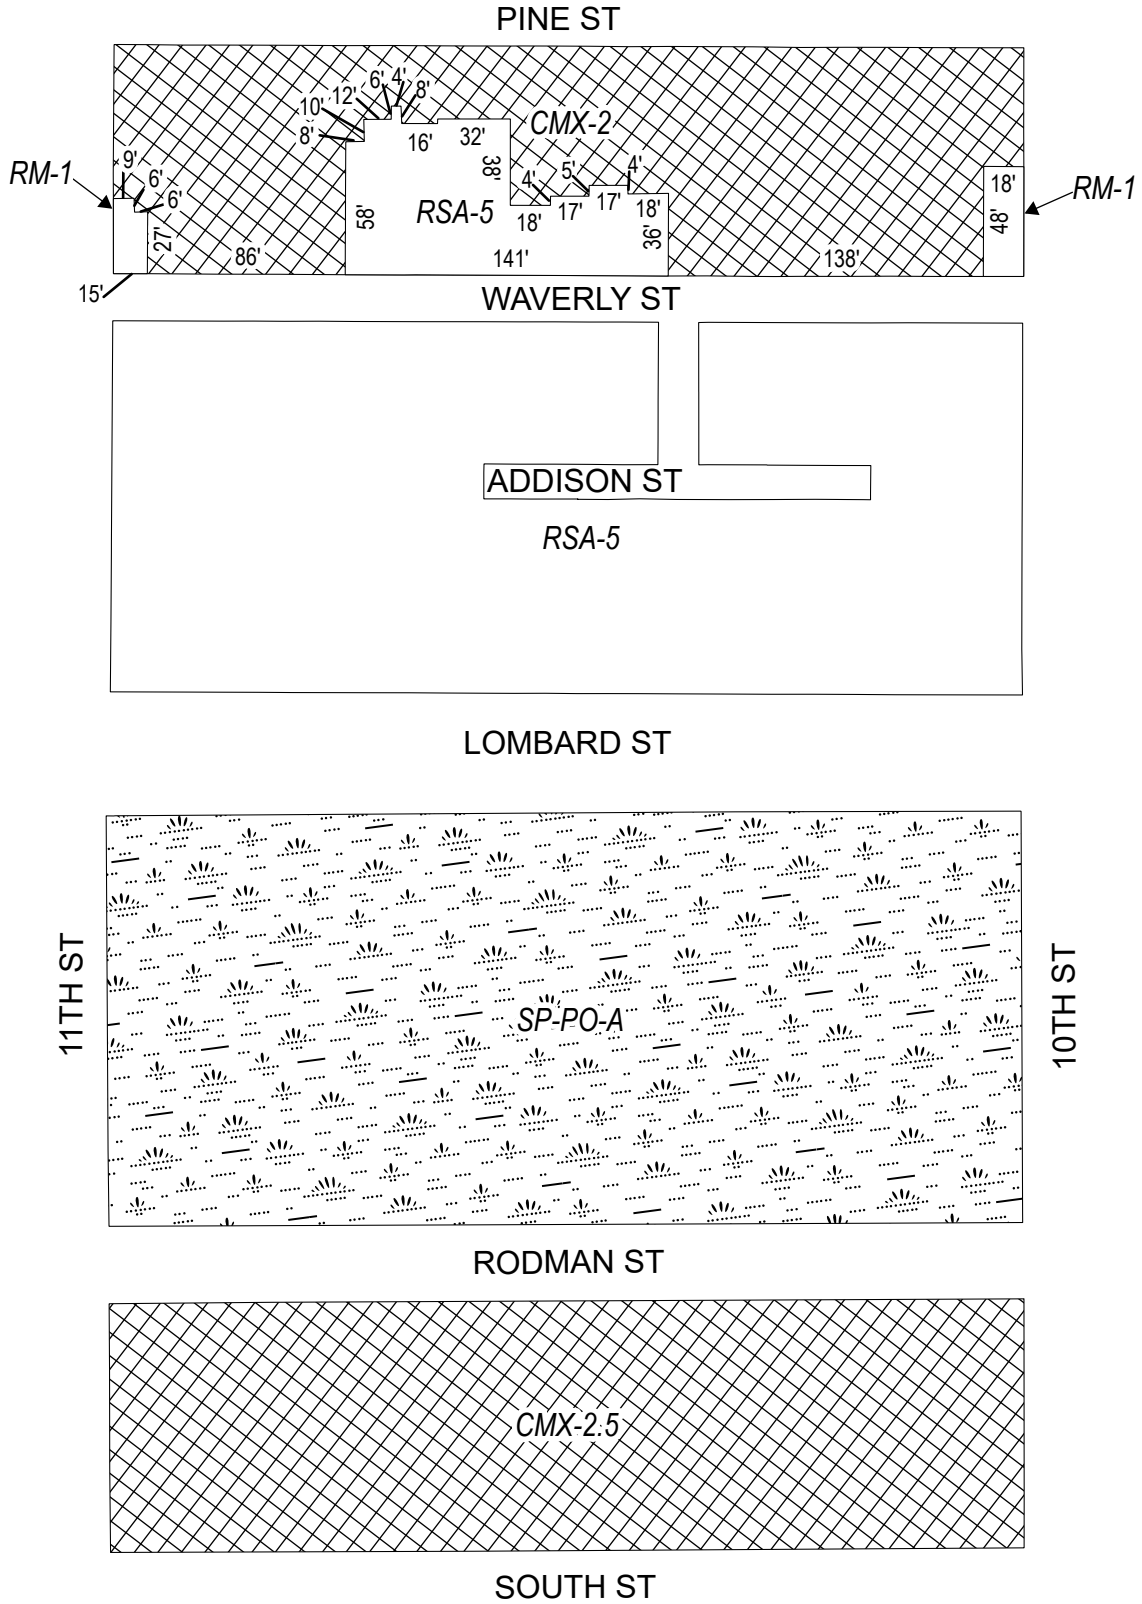 PINE ST
6'
4'
8'
12'
10'
8'
16'
32'
CMX-2
38'
RM-1
9'
6'
6'
27'
86'
15'
58'
RSA-5
4'
5'
4'
18'
17'
17'
18'
36'
141'
138'
18'
48'
RM-1
WAVERLY ST
ADDISON ST
RSA-5
LOMBARD ST
11TH ST
SP-PO-A
10TH ST
RODMAN ST
CMX-2.5
SOUTH ST